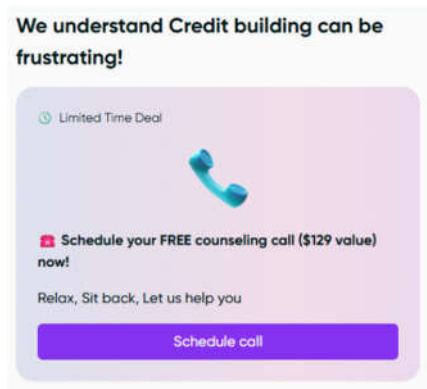 We understand Credit building can be
frustrating!
Limited Time Deal
Schedule your FREE counseling call ($129 value)
now!
Relax, Sit back, Let us help you
Schedule call